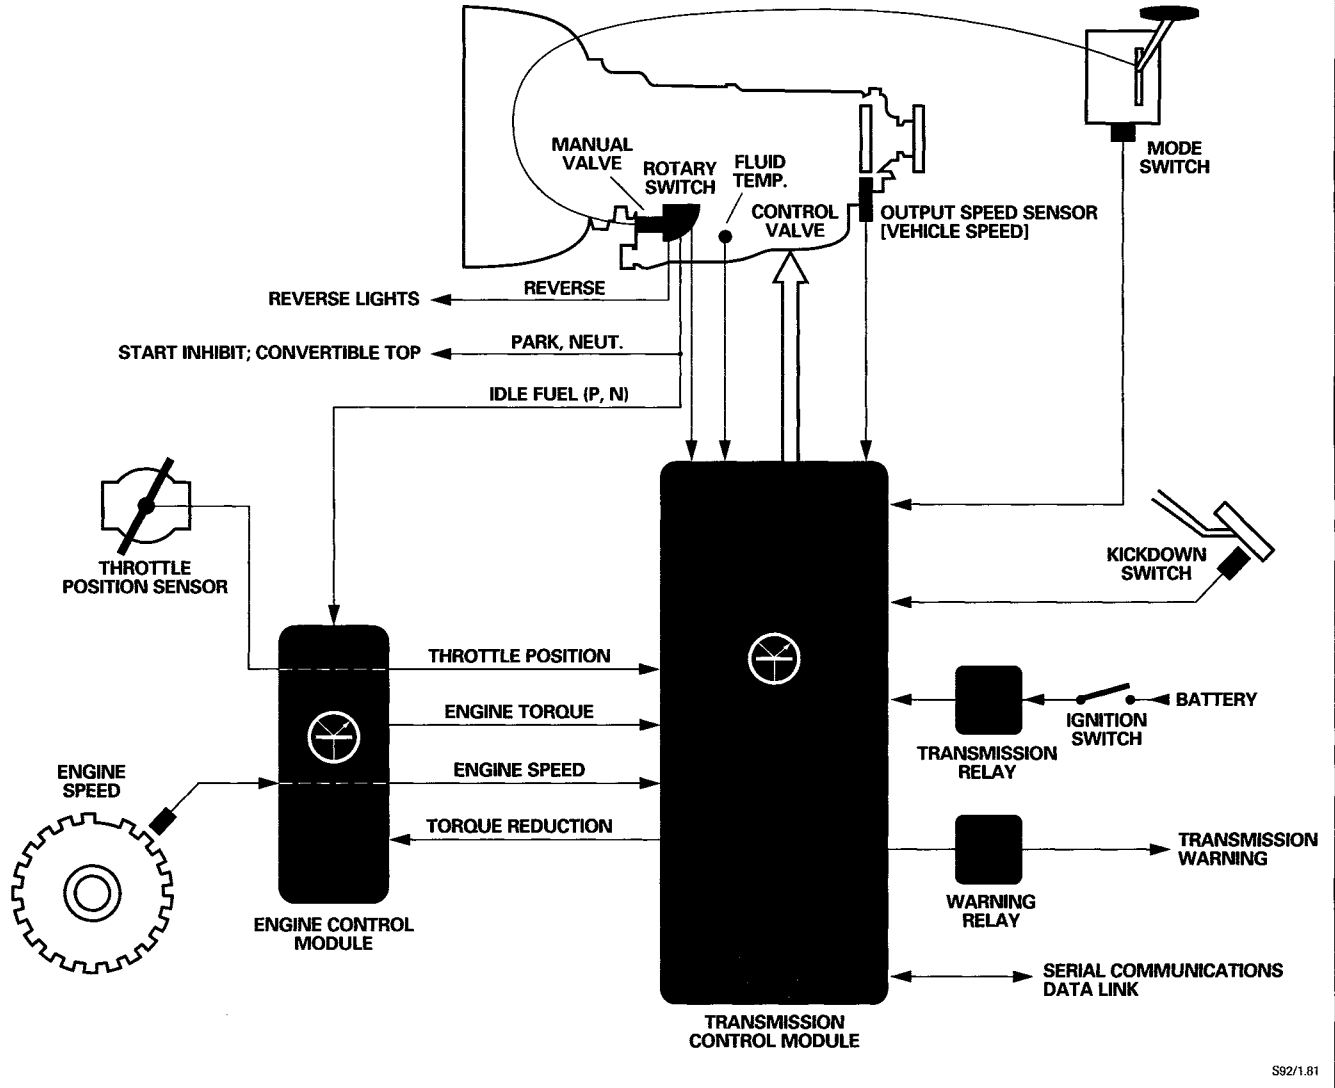 MANUAL
VALVE
ROTARY
SWITCH
FLUID
TEMP.
CONTROL
VALVE
OUTPUT SPEED SENSOR
[VEHICLE SPEED]
MODE
SWITCH
REVERSE LIGHTS
REVERSE
START INHIBIT; CONVERTIBLE TOP
PARK, NEUT.
IDLE FUEL (P, N)
THROTTLE
POSITION SENSOR
KICKDOWN
SWITCH
THROTTLE POSITION
ENGINE TORQUE
ENGINE SPEED
TORQUE REDUCTION
BATTERY
IGNITION
SWITCH
TRANSMISSION
RELAY
ENGINE
SPEED
TRANSMISSION
WARNING
WARNING
RELAY
ENGINE CONTROL
MODULE
SERIAL COMMUNICATIONS
DATA LINK
TRANSMISSION
CONTROL MODULE
S92/1.81